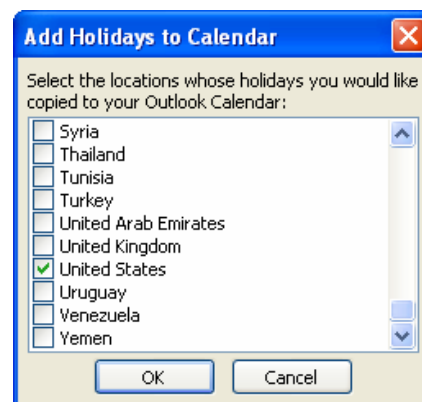 Add Holidays to Calendar
Select the locations whose holidays you would like
copied to your Outlook Calendar:
Syria
Thailand
Tunisia
Turkey
United Arab Emirates
United Kingdom
United States
Uruguay
Venezuela
Yemen
OK Cancel